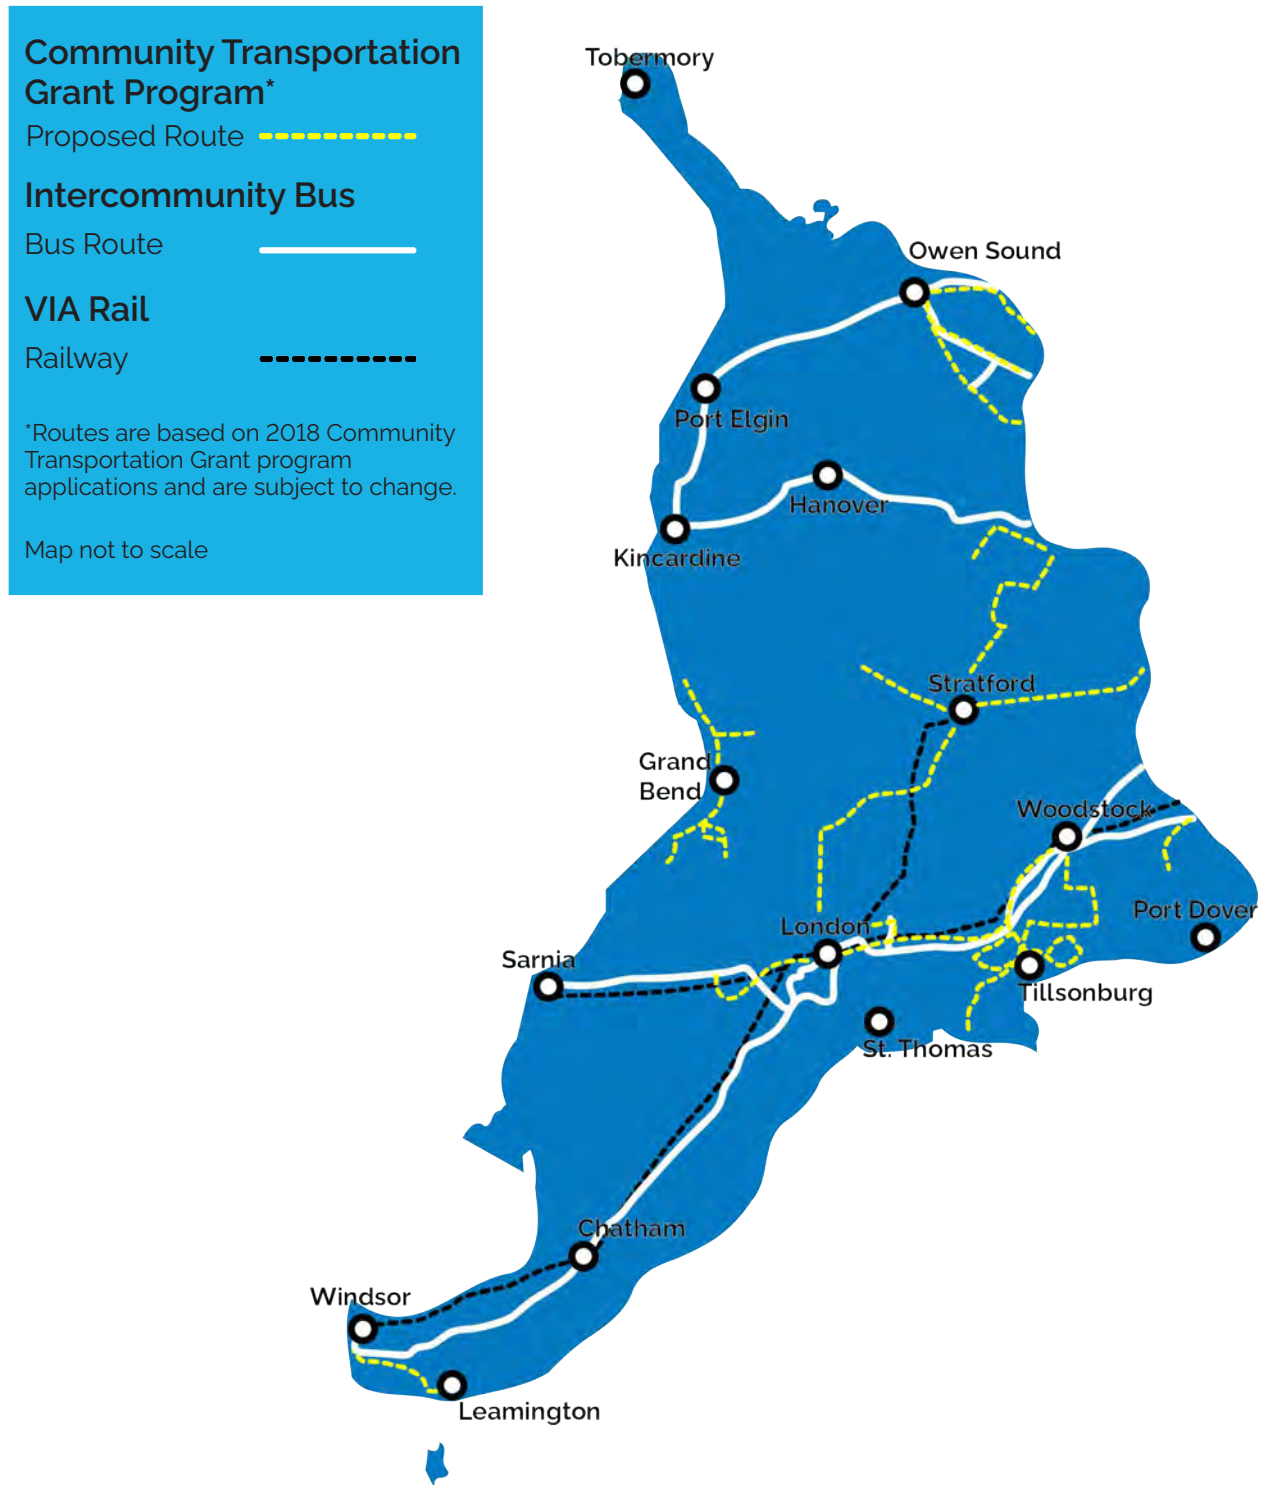 Community Transportation
Grant Program*
Proposed Route
Intercommunity Bus
Bus Route
VIA Rail
Railway
*Routes are based on 2018 Community
Transportation Grant program
applications and are subject to change.
Map not to scale
Tobermory
Owen Sound
Port Elgin
Hanover
Kincardine
Stratford
Grand
Bend
Woodstock
Port Dover
London
Sarnia
Tillsonburg
St. Thomas
Chatham
Windsor
Leamington